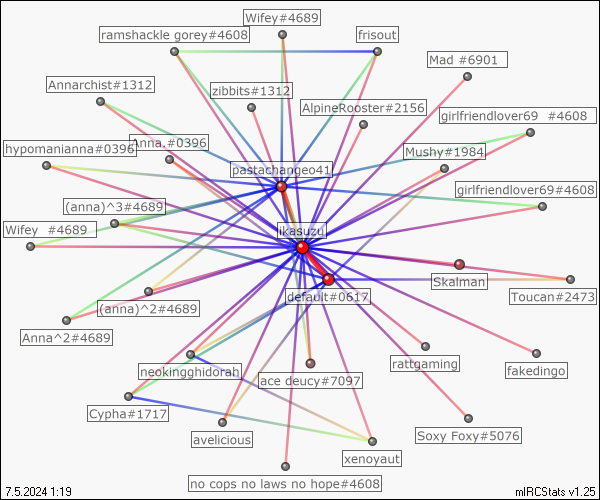 Wifey#4689
ramshackle gorey#4608
frisout
Mad #6901
Annarchist#1312
zibbits#1312
AlpineRooster#2156
girlfriendlover69 #4608
Anna.#0396
hypomanianna#0396
Mushy#1984
pastachangeo41
girlfriendlover69#4608
(anna)^3#4689
Wifey #4689
ikasuzu
Skalman
default#0617
Toucan#2473
(anna)^2#4689
Anna^2#4689
rattgaming
fakedingo
neokingghidorah
ace deucy#7097
Cypha#1717
avelicious
Soxy Foxy#5076
xenoyaut
no cops no laws no hope#4608
7.5.2024 1:19
mIRCStats v1.25